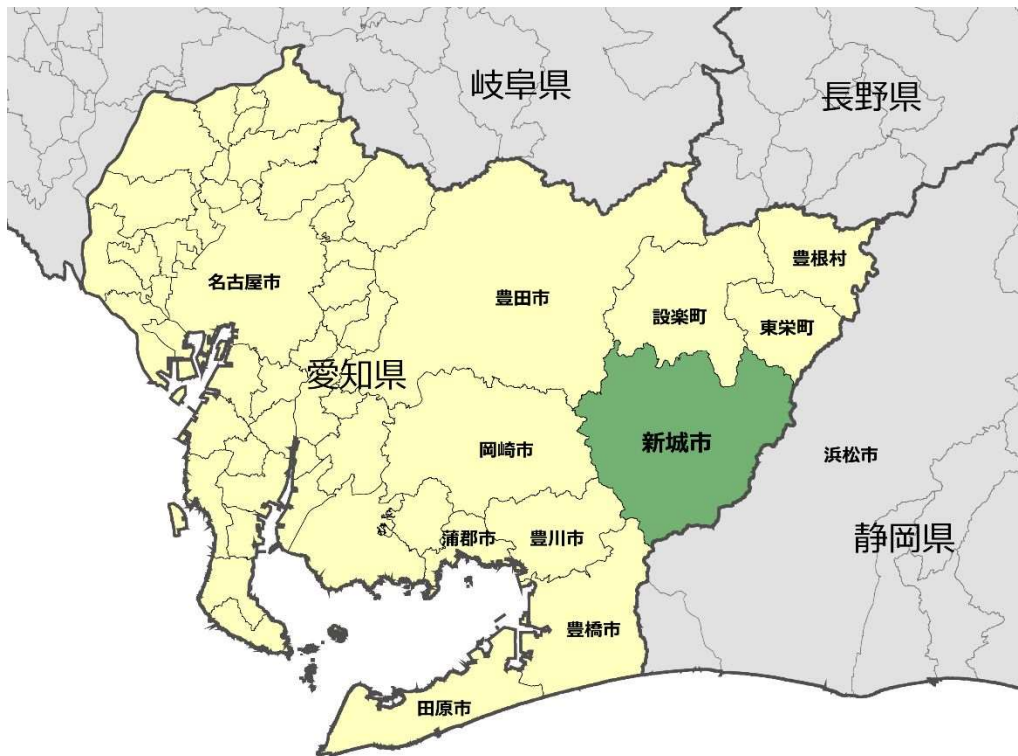 岐阜県
長野県
豊根村
名古屋市
豊田市
設楽町
東栄町
愛知県
岡崎市
新城市
浜松市
蒲郡市
豊川市
静岡県
豊橋市
田原市